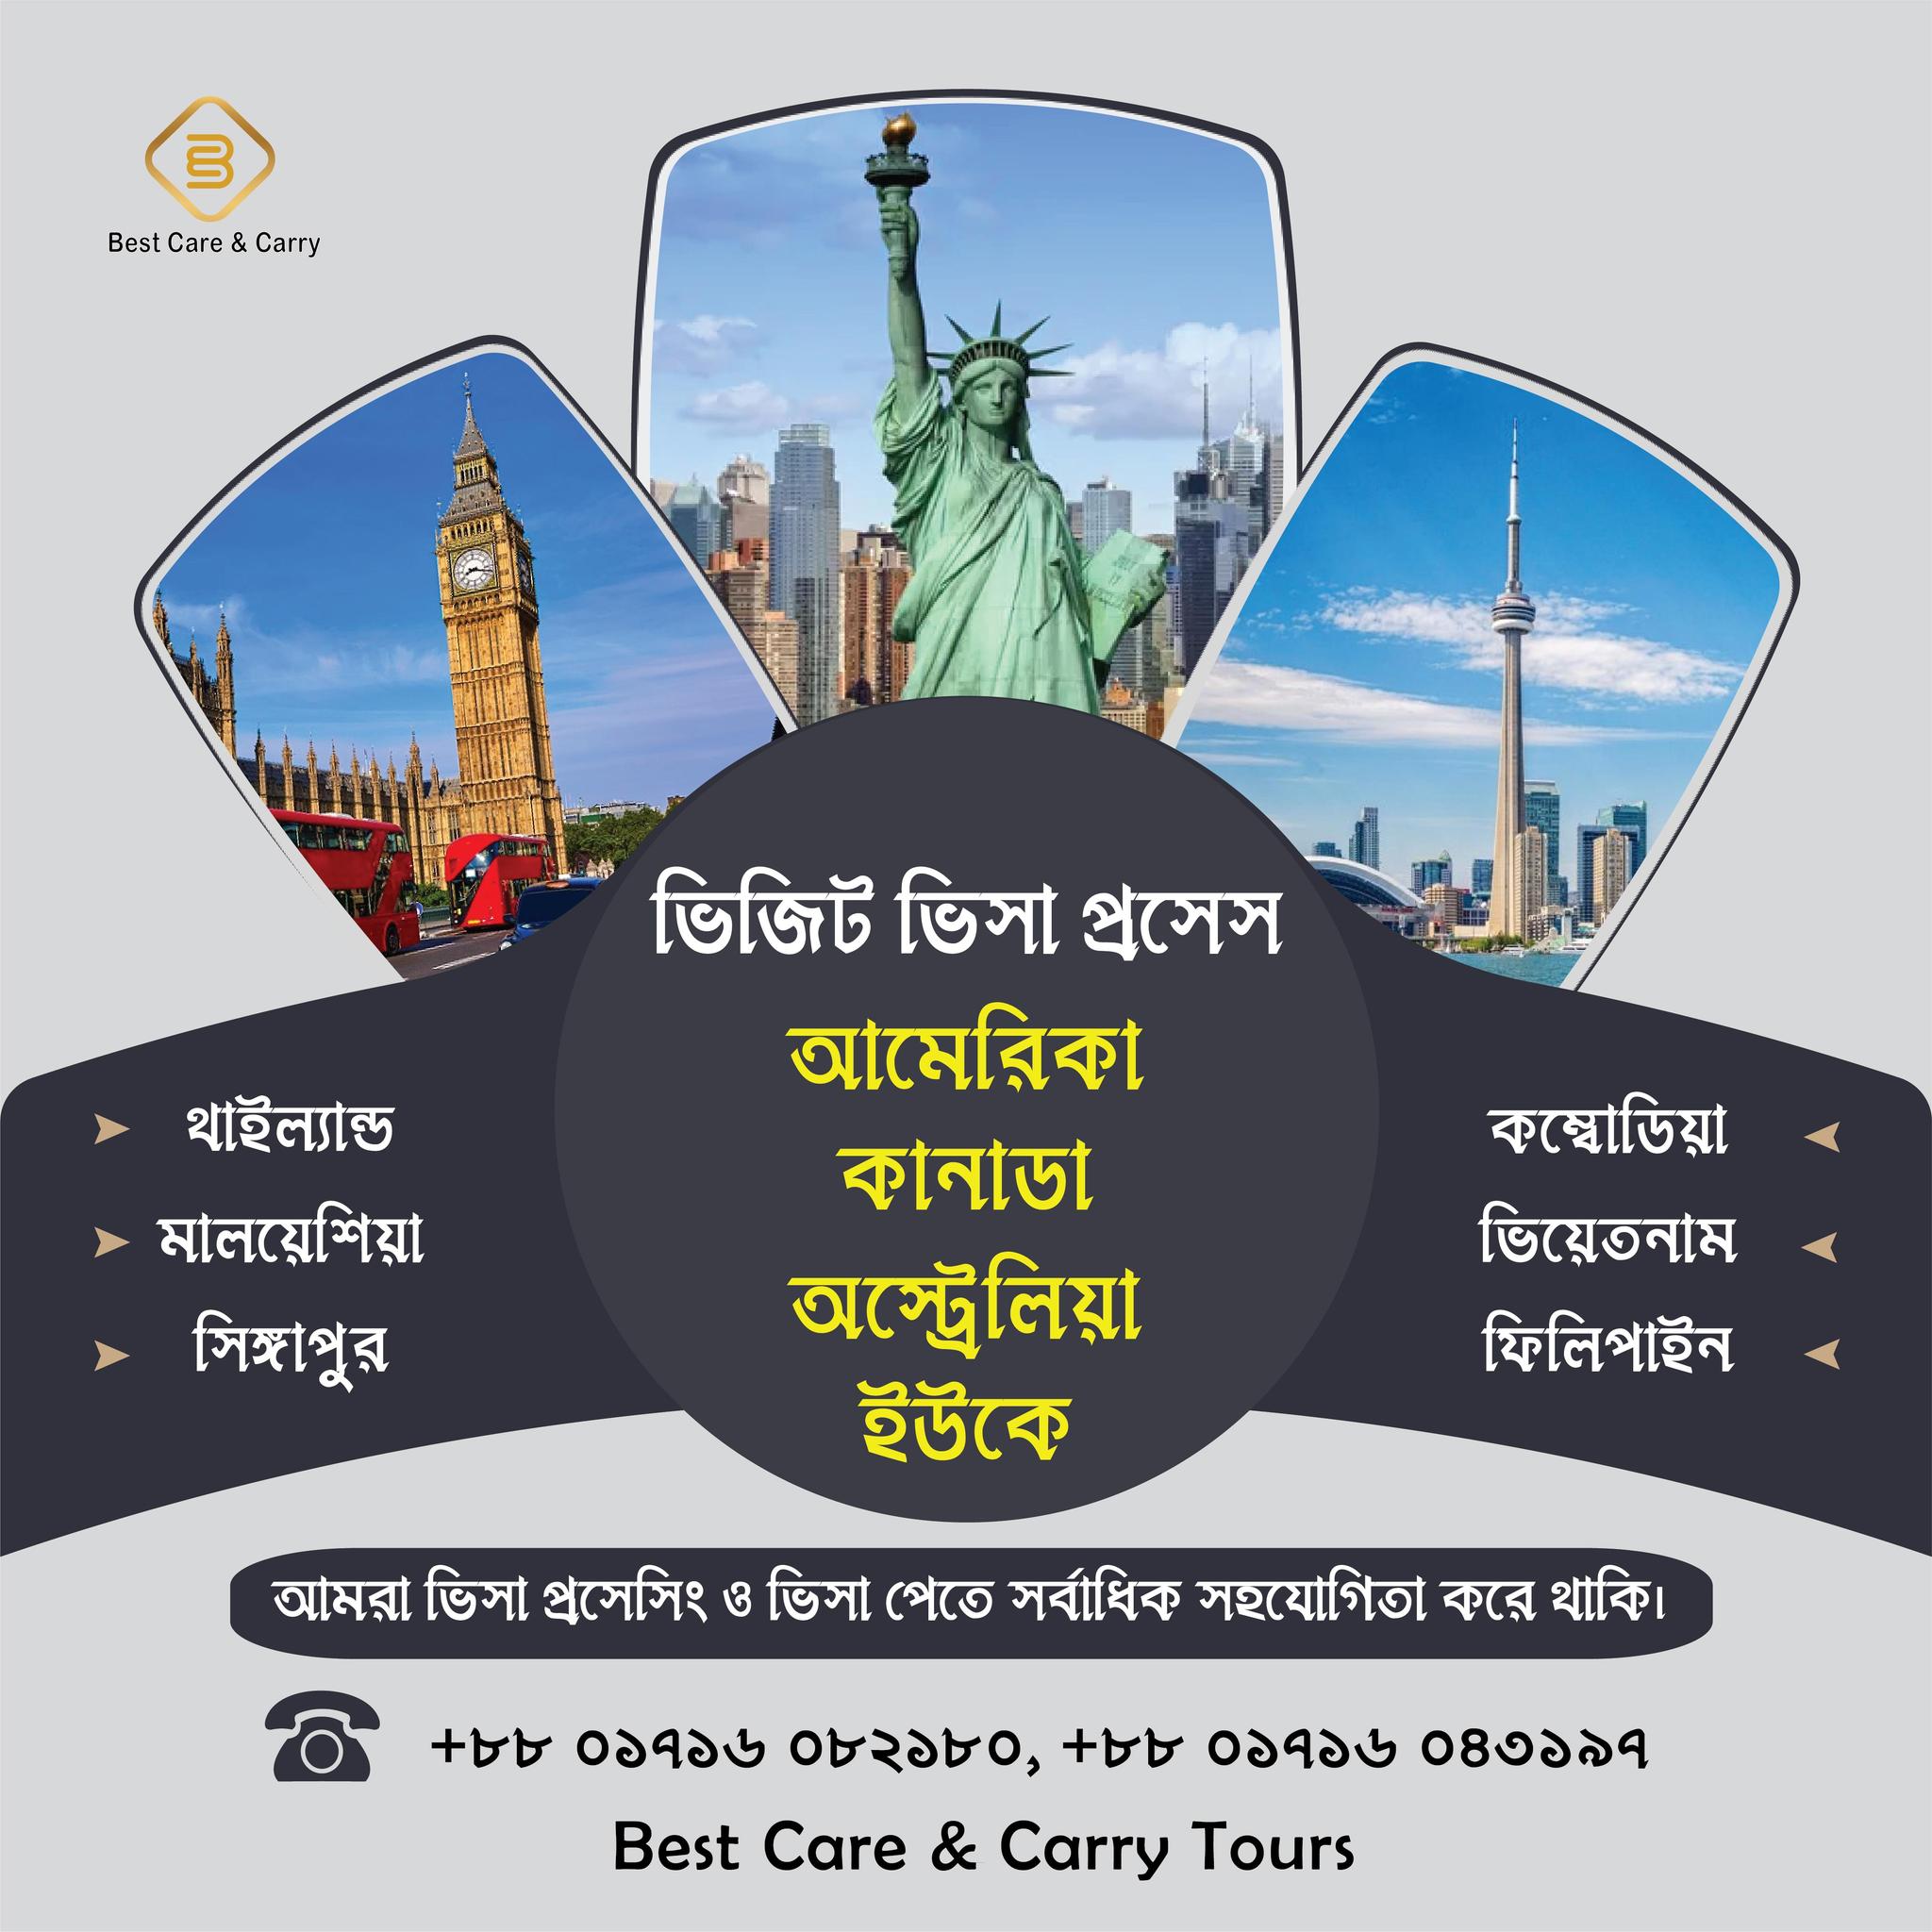 Best Care & Carry
ভিজিট ভিসা প্রসেস
আমেরিকা
কানাডা
অস্ট্রেলিয়া
ইউকে
থাইল্যান্ড
মালয়েশিয়া
সিঙ্গাপুর
কম্বোডিয়া
ভিয়েতনাম
ফিলিপাইন
আমরা ভিসা প্রসেসিং ও ভিসা পেতে সর্বাধিক সহযোগিতা করে থাকি।
+৮৮ ০১৭১৬ ০৮২১৮০, +৮৮ ০১৭১৬ ০৪৩১৯৭
Best Care & Carry Tours